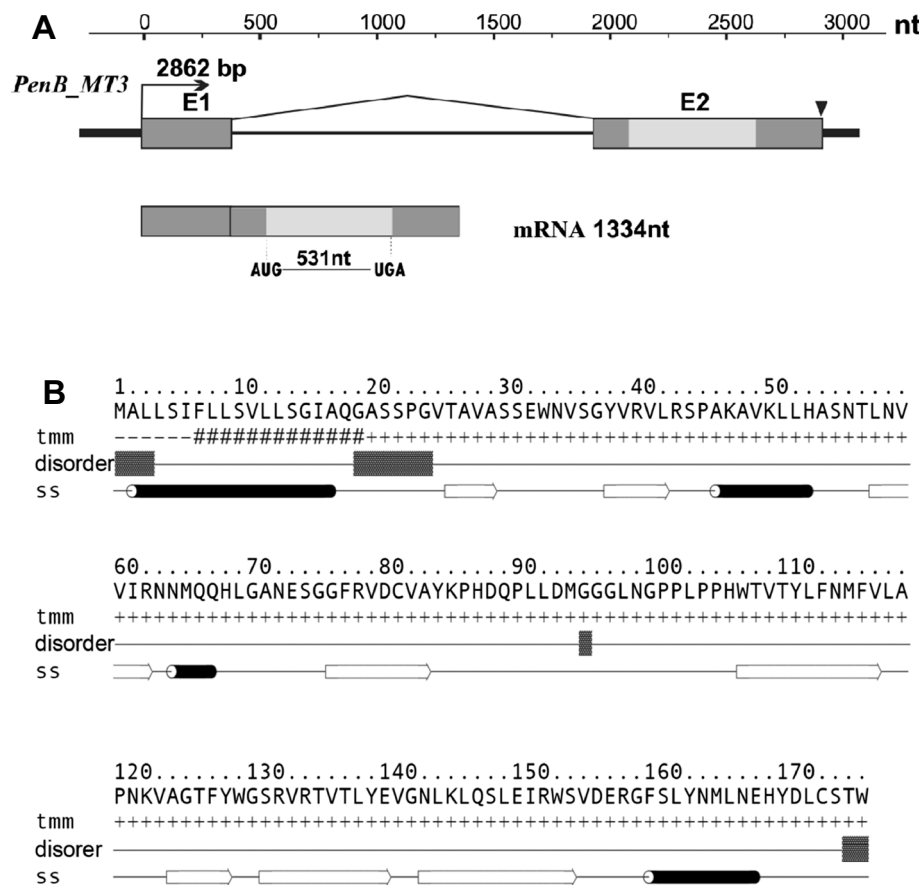 A
0 500 1000 1500 2000 2500 3000 nt
PenB_MT3
2862 bp
E1 E2
mRNA 1334nt
531nt
AUG UGA
B
1........10........20........30........40........50.........
MALLSIFLLSVLLSGIAQGASSPGVTAVASSEWNVSGYVRVLRSPAKAVKLLHASNTLNV
tmm ------#############+++++++++++++++++++++++++++++++++++++++++
disorder
ss
60........70........80........90........100.......110.......
VIRNNMQQHLGANESGGFRVDCVAYKPHDQPLLDMGGGLNGPPLPPHWTVTYLFNMFVLA
tmm ++++++++++++++++++++++++++++++++++++++++++++++++++++++++++++
disorder
ss
120.......130.......140.......150.......160.......170....
PNKVAGTFYWGSRVRTVTLYEVGNLKLQSLEIRWSVDERGFSLYNMLNEHYDLCSTW
tmm +++++++++++++++++++++++++++++++++++++++++++++++++++++++++
disorer
ss